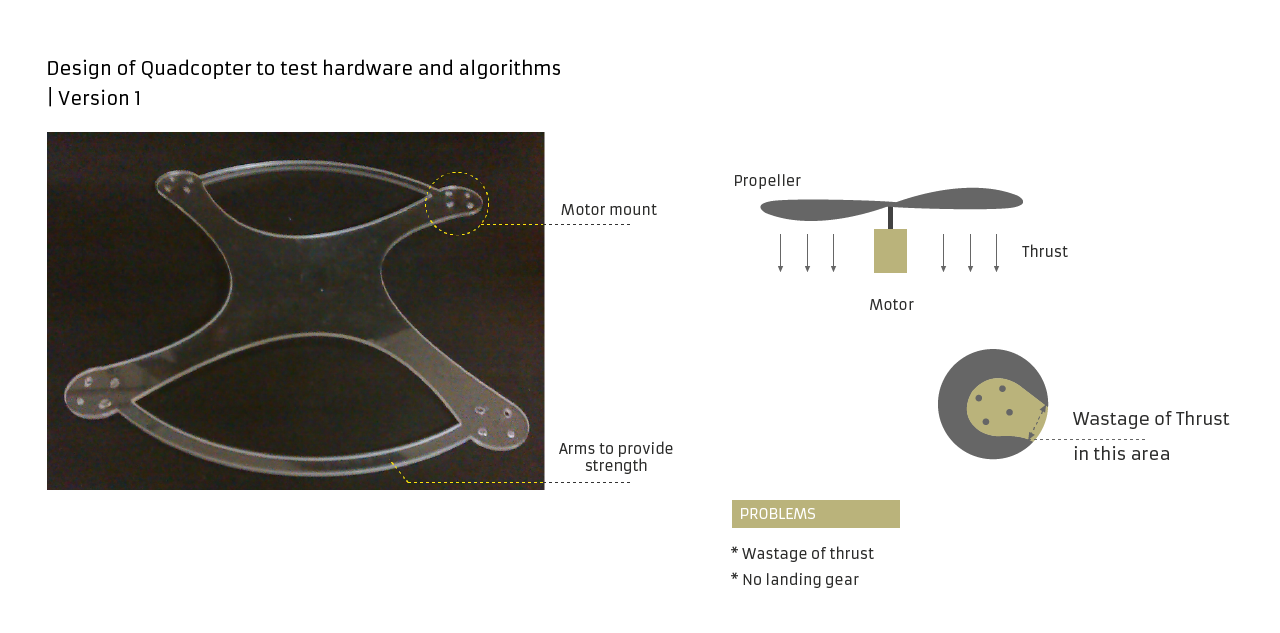 Design of Quadcopter to test hardware and algorithms
| Version 1
Motor mount
Arms to provide
strength
Propeller
Thrust
Motor
Wastage of Thrust
in this area
PROBLEMS
* Wastage of thrust
* No landing gear